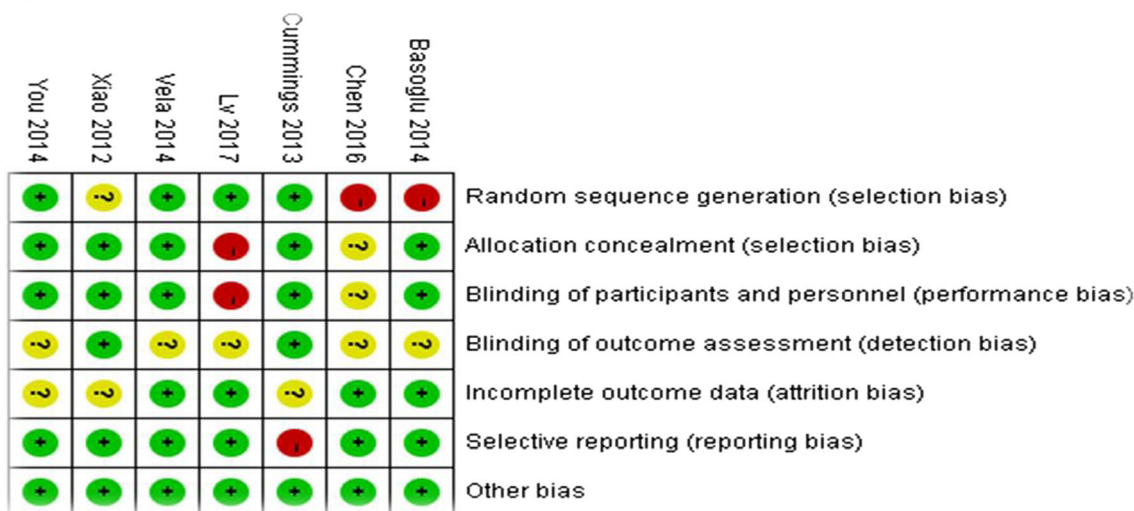 You 2014
Xiao 2012
Vela 2014
Lv 2017
Cummings 2013
Chen 2016
Basoglu 2014
+ ? + + + - - Random sequence generation (selection bias)
+ + + - + ? + Allocation concealment (selection bias)
+ + + - + ? + Blinding of participants and personnel (performance bias)
? + ? ? + ? ? Blinding of outcome assessment (detection bias)
? ? + + ? + + Incomplete outcome data (attrition bias)
+ + + + - + + Selective reporting (reporting bias)
+ + + + + + + Other bias